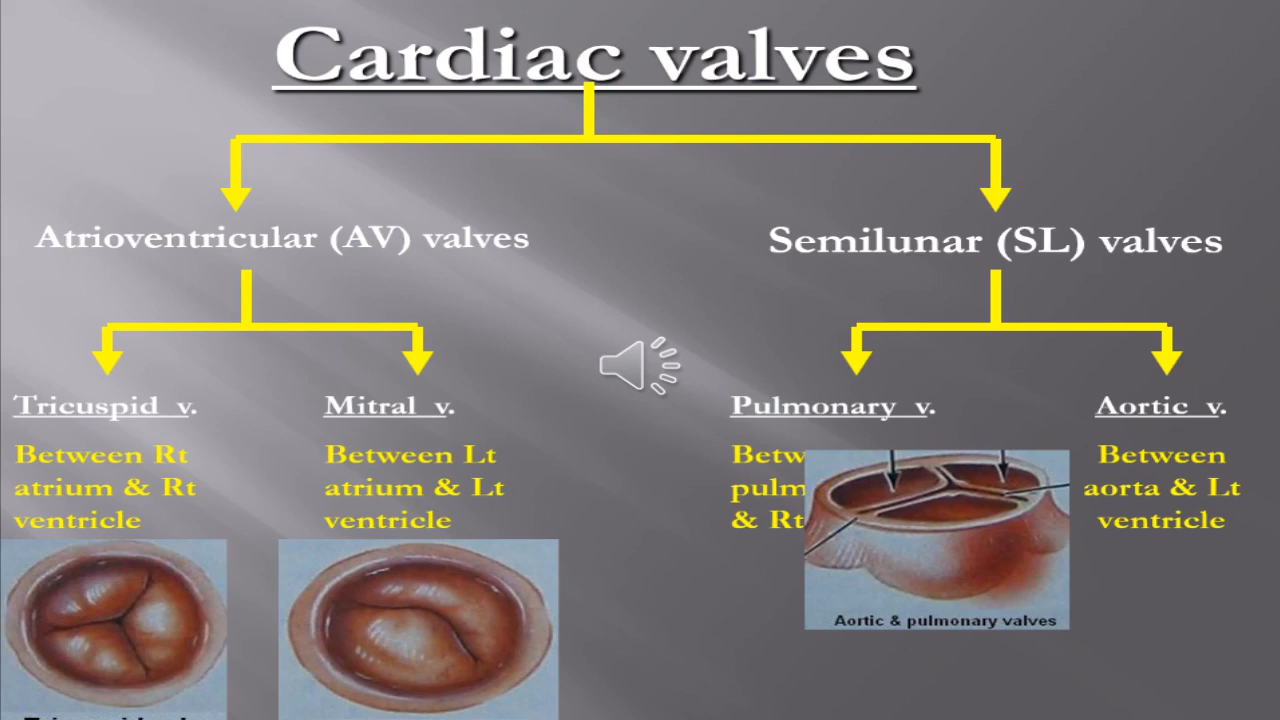 Cardiac valves
Atrioventricular (AV) valves
Semilunar (SL) valves
Tricuspid v.
Between Rt
atrium & Rt
ventricle
Mitral v.
Between Lt
atrium & Lt
ventricle
Pulmonary v.
& Rt
Aortic & pulmonary valves
Aortic v.
Between
aorta & Lt
ventricle